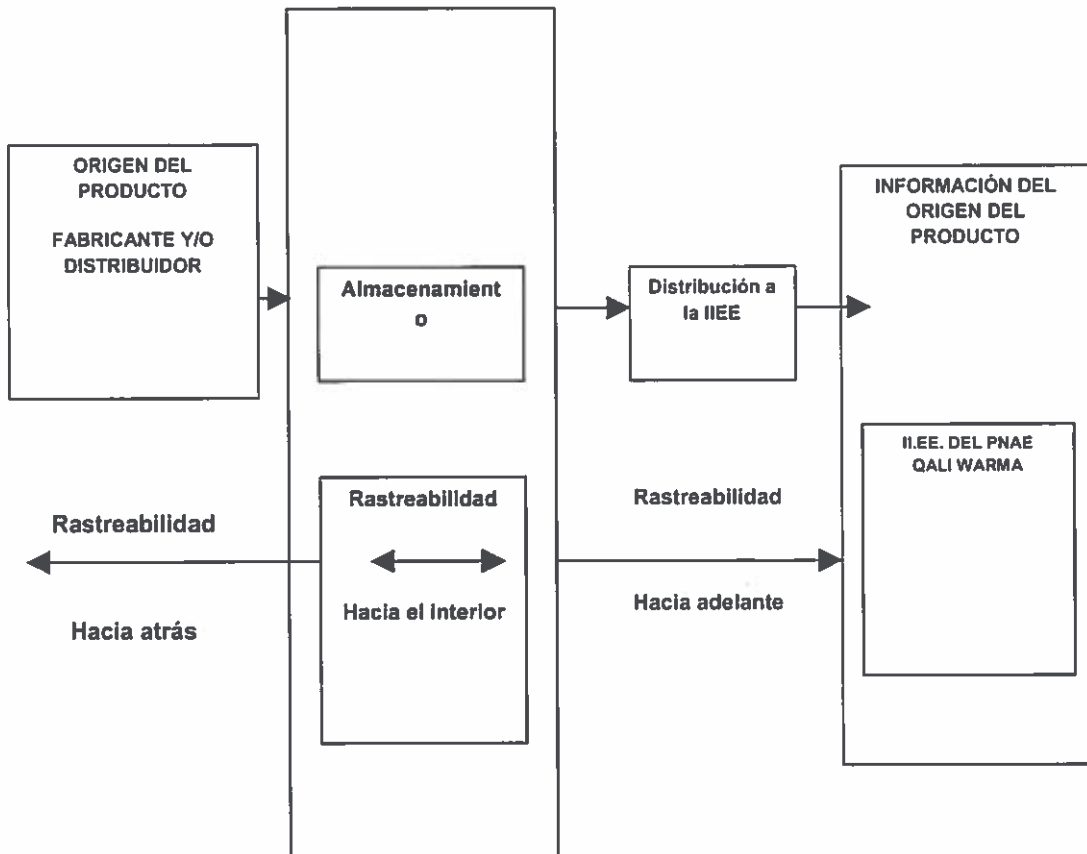 ORIGEN DEL
PRODUCTO
FABRICANTE Y/O
DISTRIBUIDOR
Almacenamient
o
Distribución a
la IIEE
INFORMACIÓN DEL
ORIGEN DEL
PRODUCTO
II.EE. DEL PNAE
QALI WARMA
Rastreabilidad
Hacia atrás
Rastreabilidad
Hacia el interior
Rastreabilidad
Hacia adelante